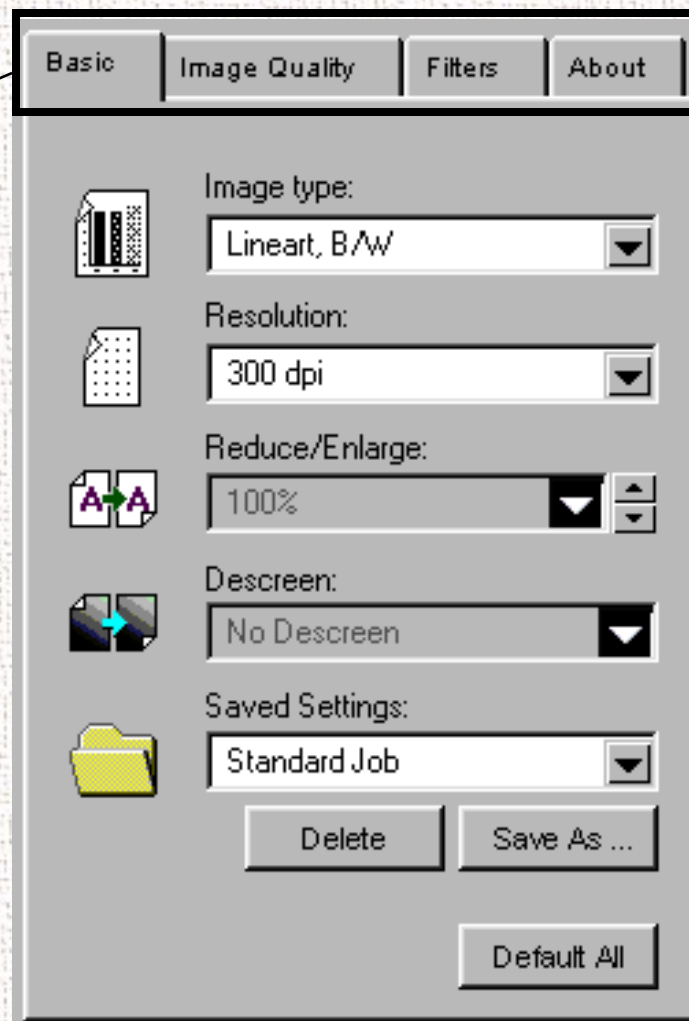 Basic Image Quality Filters About
Image type:
Lineart, B/W
Resolution:
300 dpi
Reduce/Enlarge:
A A
100%
Descreen:
No Descreen
Saved Settings:
Standard Job
Delete Save As ...
Default All